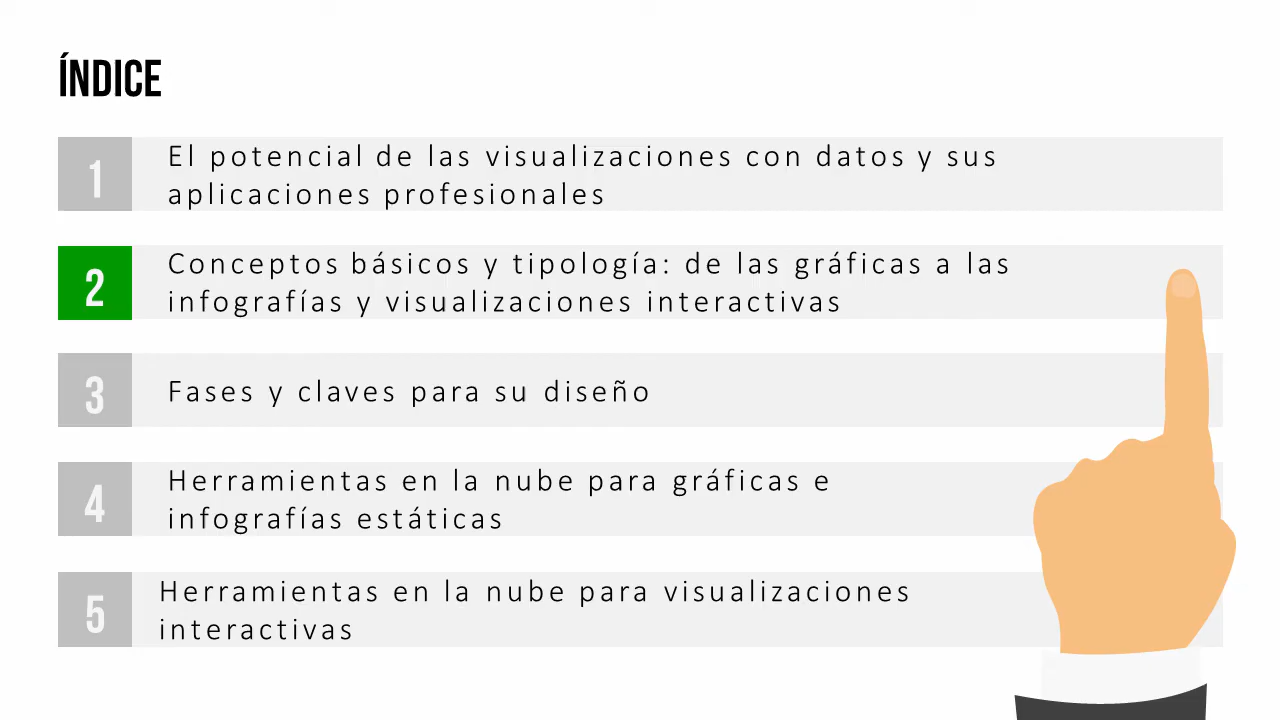 ÍNDICE
1
El potencial de las visualizaciones con datos y sus
aplicaciones profesionales
2
Conceptos básicos y tipología: de las gráficas a las
infografías y visualizaciones interactivas
3
Fases y claves para su diseño
4
Herramientas en la nube para gráficas e
infografías estáticas
5
Herramientas en la nube para visualizaciones
interactivas